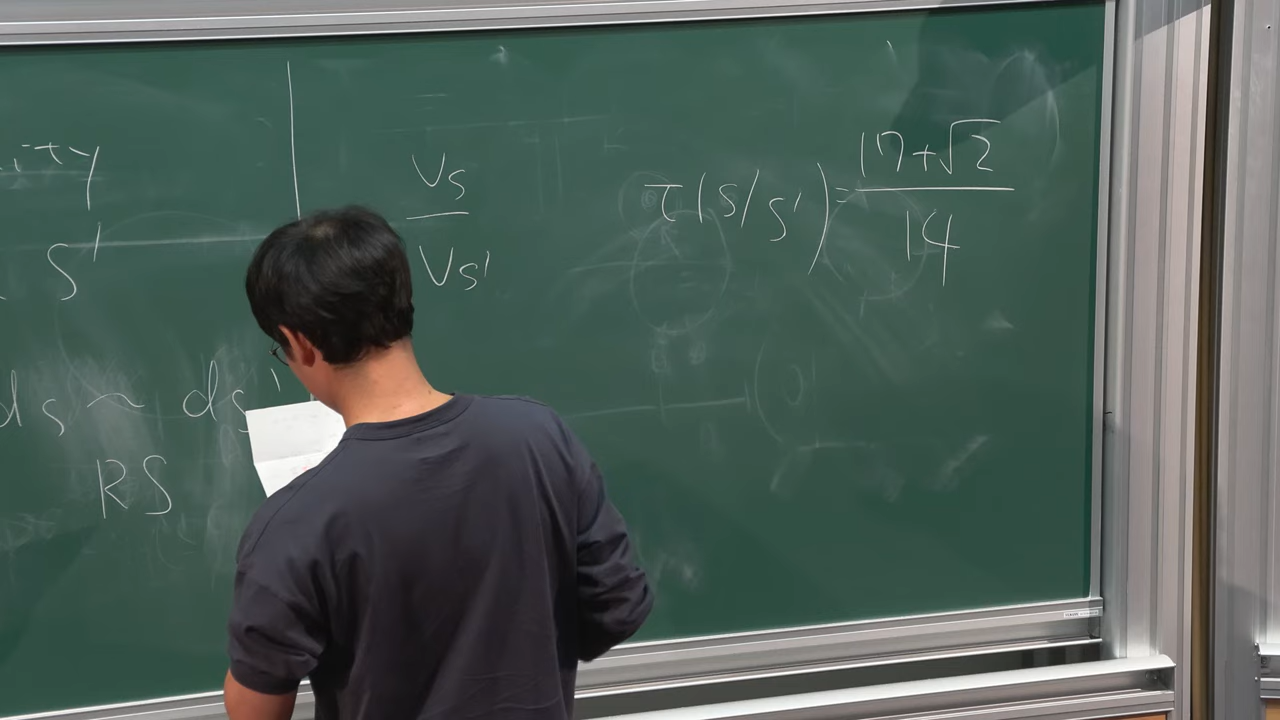 ity
S'
ds ~ ds'
RS
Vs
Vs'
τ(S/S') = 17+√2
14